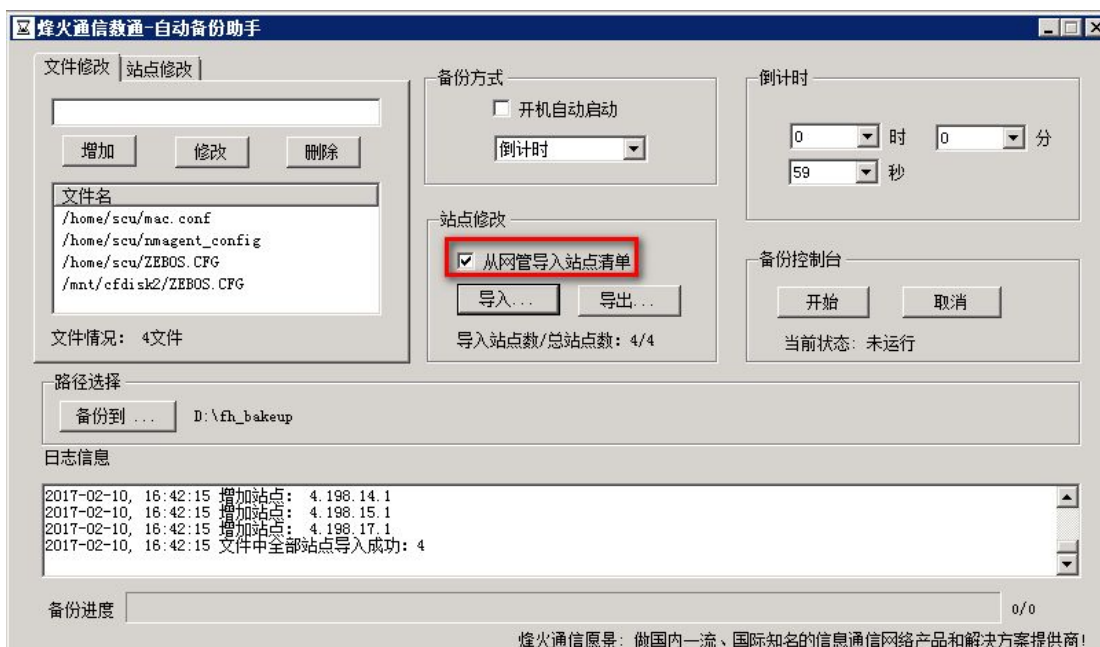 烽火通信数通-自动备份助手
文件修改 站点修改
增加 修改 删除
文件名
/home/scu/mac.conf
/home/scu/nmagent_config
/home/scu/ZEBOS.CFG
/mnt/cfdisk2/ZEBOS.CFG
文件情况: 4文件
备份方式
开机自动启动
倒计时
站点修改
从网管导入站点清单
导入... 导出...
导入站点数/总站点数: 4/4
倒计时
0 时 0 分
59 秒
备份控制台
开始 取消
当前状态: 未运行
路径选择
备份到 ... D:\fh_bakeup
日志信息
2017-02-10, 16:42:15 增加站点: 4.198.14.1
2017-02-10, 16:42:15 增加站点: 4.198.15.1
2017-02-10, 16:42:15 增加站点: 4.198.17.1
2017-02-10, 16:42:15 文件中全部站点导入成功: 4
备份进度 0/0
烽火通信愿景: 做国内一流、国际知名的信息通信网络产品和解决方案提供商!